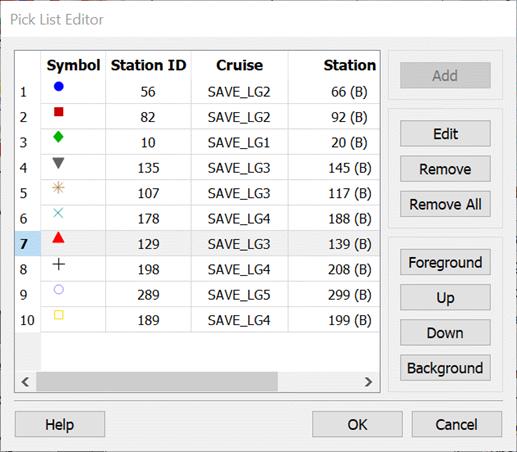 Pick List Editor
Symbol Station ID Cruise Station
1 56 SAVE_LG2 66 (B)
2 82 SAVE_LG2 92 (B)
3 10 SAVE_LG1 20 (B)
4 135 SAVE_LG3 145 (B)
5 107 SAVE_LG3 117 (B)
6 178 SAVE_LG4 188 (B)
7 129 SAVE_LG3 139 (B)
8 198 SAVE_LG4 208 (B)
9 289 SAVE_LG5 299 (B)
10 189 SAVE_LG4 199 (B)
Add
Edit
Remove
Remove All
Foreground
Up
Down
Background
Help OK Cancel